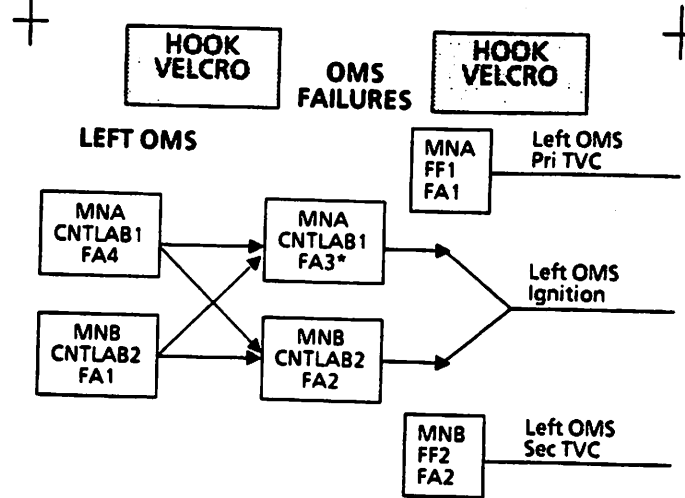 HOOK
VELCRO
OMS
FAILURES
HOOK
VELCRO
LEFT OMS
MNA
FF1
FA1
Left OMS
Pri TVC
MNA
CNTLAB1
FA4
MNA
CNTLAB1
FA3*
Left OMS
Ignition
MNB
CNTLAB2
FA1
MNB
CNTLAB2
FA2
MNB
FF2
FA2
Left OMS
Sec TVC